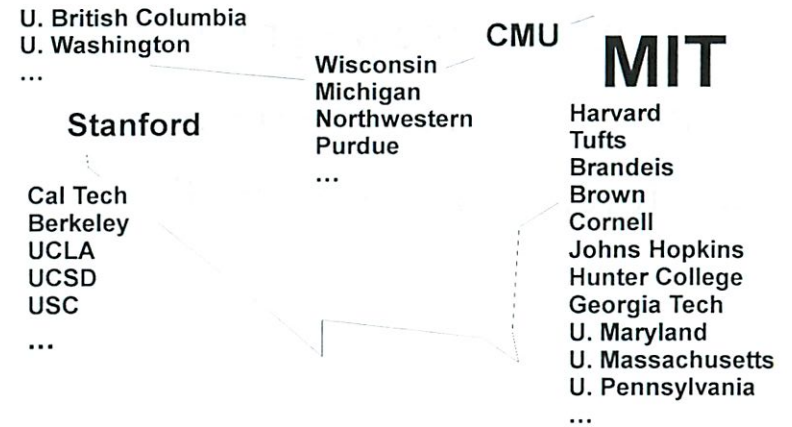 U. British Columbia
U. Washington
...
Stanford
Cal Tech
Berkeley
UCLA
UCSD
USC
...
Wisconsin
Michigan
Northwestern
Purdue
...
CMU
MIT
Harvard
Tufts
Brandeis
Brown
Cornell
Johns Hopkins
Hunter College
Georgia Tech
U. Maryland
U. Massachusetts
U. Pennsylvania
...